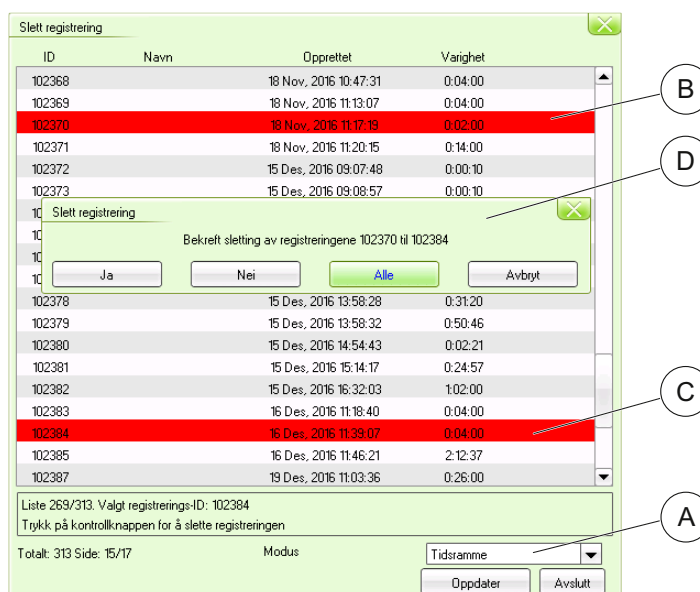 Slett registrering
ID Navn Opprettet Varighet
102368 18 Nov, 2016 10:47:31 0:04:00
102369 18 Nov, 2016 11:13:07 0:04:00
B
102370 18 Nov, 2016 11:17:19 0:02:00
102371 18 Nov, 2016 11:20:15 0:14:00
D
102372 15 Des, 2016 09:07:48 0:00:10
102373 15 Des, 2016 09:08:57 0:00:10
Slett registrering
Bekreft sletting av registreringene 102370 til 102384
Ja Nei Alle Avbryt
102378 15 Des, 2016 13:58:28 0:31:20
102379 15 Des, 2016 13:58:32 0:50:46
102380 15 Des, 2016 14:54:43 0:02:21
102381 15 Des, 2016 15:14:17 0:24:57
102382 15 Des, 2016 16:32:03 1:02:00
C
102383 16 Des, 2016 11:18:40 0:04:00
102384 16 Des, 2016 11:39:07 0:04:00
102385 16 Des, 2016 11:46:21 2:12:37
102387 19 Des, 2016 11:03:36 0:26:00
Liste 269/313. Valgt registrerings-ID: 102384
Trykk på kontrollknappen for å slette registreringen
A
Totalt: 313 Side: 15/17 Modus Tidsramme
Oppdater Avslutt